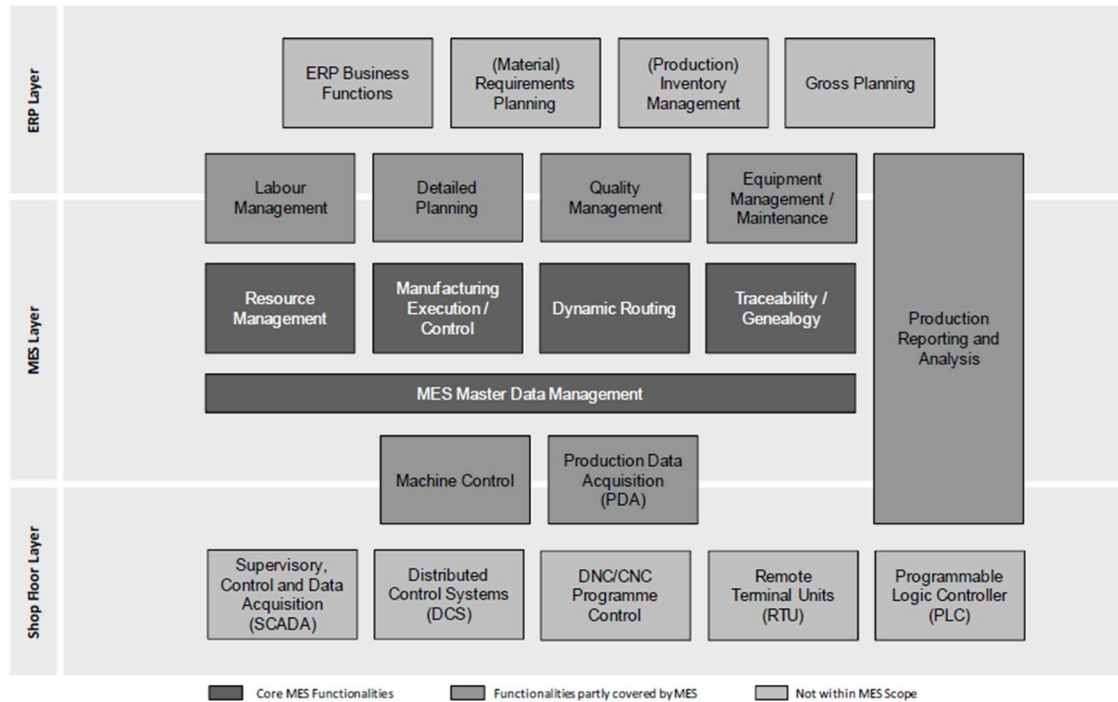 ERP Layer
ERP Business
Functions
(Material)
Requirements
Planning
(Production)
Inventory
Management
Gross Planning
Labour
Management
Detailed
Planning
Quality
Management
Equipment
Management /
Maintenance
MES Layer
Resource
Management
Manufacturing
Execution /
Control
Dynamic Routing
Traceability /
Genealogy
Production
Reporting and
Analysis
MES Master Data Management
Machine Control
Production Data
Acquisition
(PDA)
Shop Floor Layer
Supervisory,
Control and Data
Acquisition
(SCADA)
Distributed
Control Systems
(DCS)
DNC/CNC
Programme
Control
Remote
Terminal Units
(RTU)
Programmable
Logic Controller
(PLC)
Core MES Functionalities
Functionalities partly covered by MES
Not within MES Scope